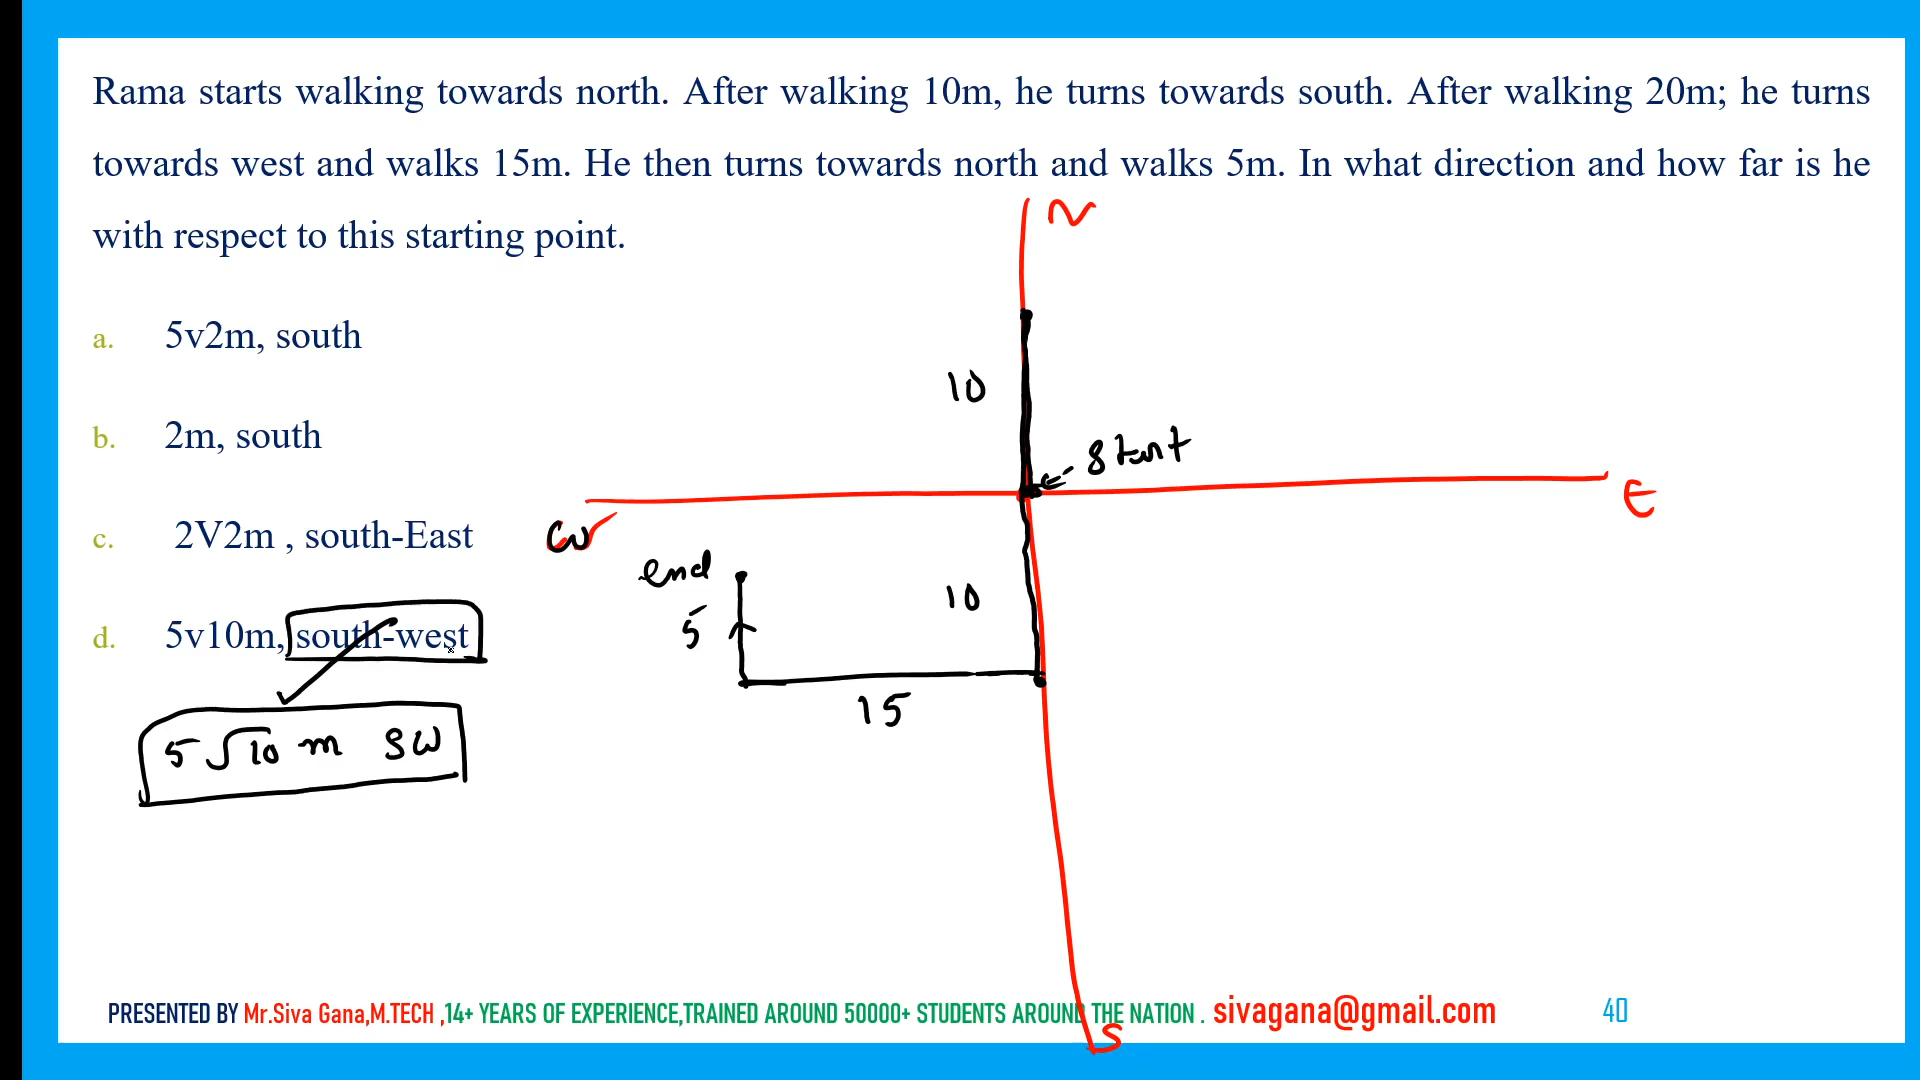 Rama starts walking towards north. After walking 10m, he turns towards south. After walking 20m; he turns
towards west and walks 15m. He then turns towards north and walks 5m. In what direction and how far is he
with respect to this starting point.
N
a. 5v2m, south
10
b. 2m, south
Start
E
c. 2V2m , south-East
W
end
10
5
d. 5v10m, south-west
15
5√10 m SW
PRESENTED BY Mr.Siva Gana,M.TECH ,14+ YEARS OF EXPERIENCE,TRAINED AROUND 50000+ STUDENTS AROUND THE NATION . sivagana@gmail.com 40
S